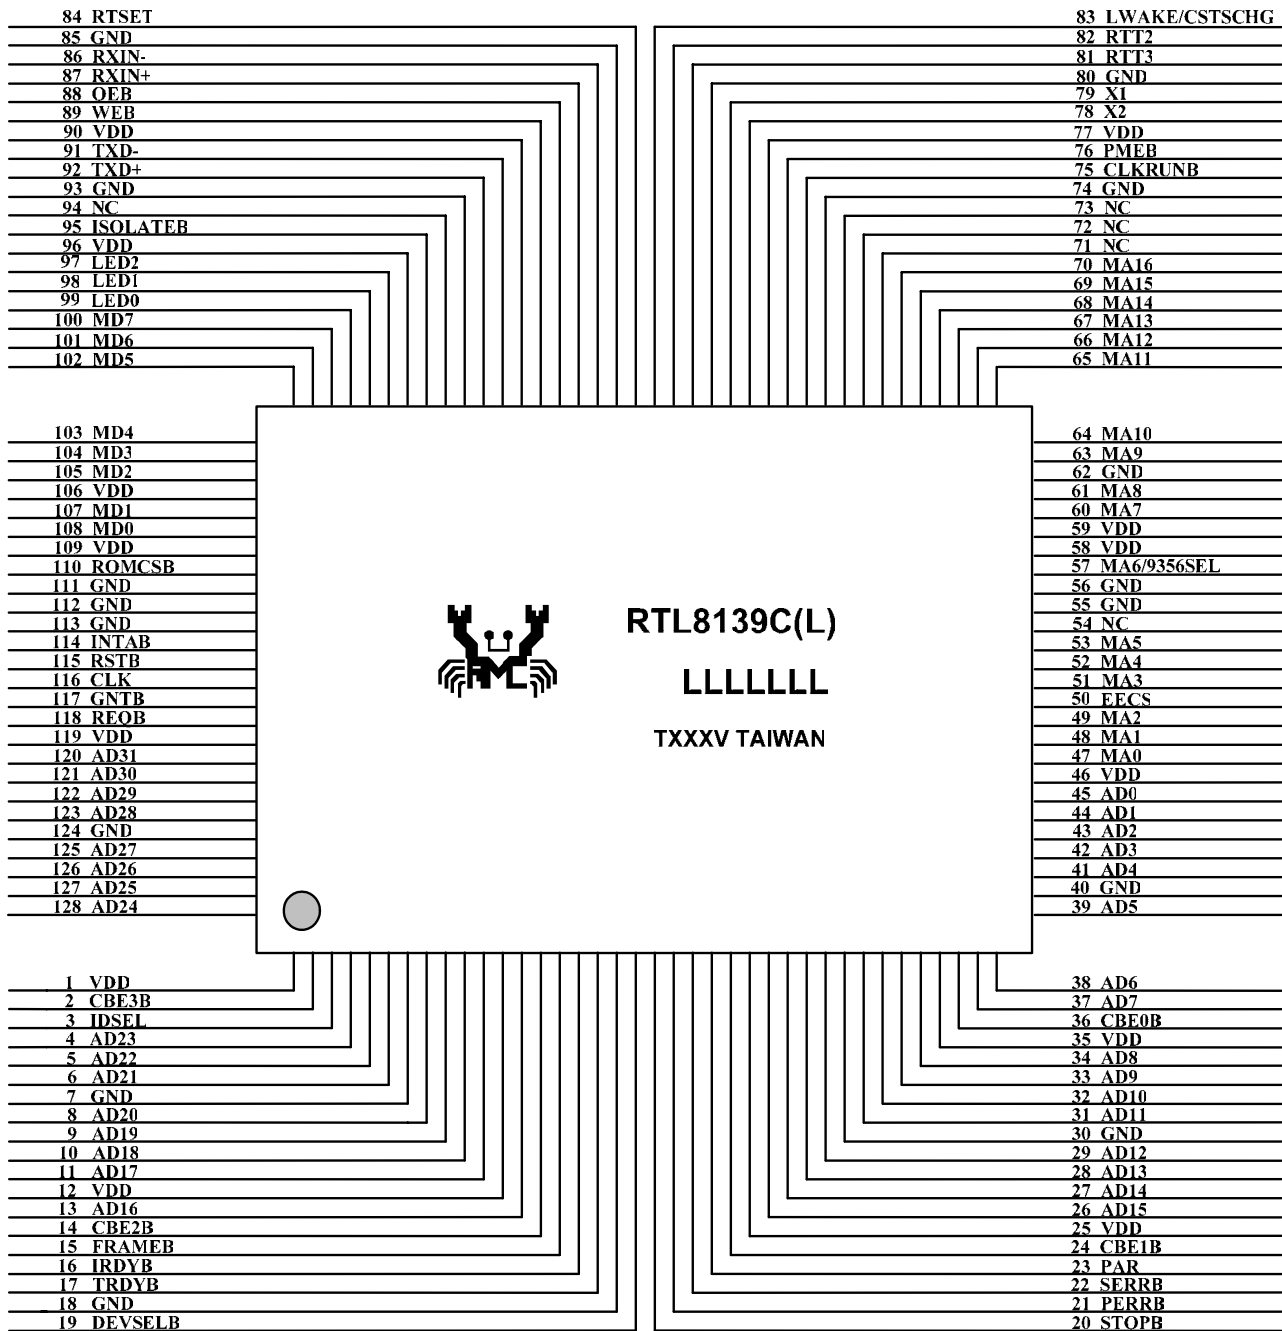 84 RTSET
85 GND
86 RXIN-
87 RXIN+
88 OEB
89 WEB
90 VDD
91 TXD-
92 TXD+
93 GND
94 NC
95 ISOLATEB
96 VDD
97 LED2
98 LED1
99 LED0
100 MD7
101 MD6
102 MD5
83 LWAKE/CSTSCHG
82 RTT2
81 RTT3
80 GND
79 X1
78 X2
77 VDD
76 PMEB
75 CLKRUNB
74 GND
73 NC
72 NC
71 NC
70 MA16
69 MA15
68 MA14
67 MA13
66 MA12
65 MA11
103 MD4
104 MD3
105 MD2
106 VDD
107 MD1
108 MD0
109 VDD
110 ROMCSB
111 GND
112 GND
113 GND
114 INTAB
115 RSTB
116 CLK
117 GNTB
118 REQB
119 VDD
120 AD31
121 AD30
122 AD29
123 AD28
124 GND
125 AD27
126 AD26
127 AD25
128 AD24
RTL8139C(L)
LLLLLLL
TXXXV TAIWAN
64 MA10
63 MA9
62 GND
61 MA8
60 MA7
59 VDD
58 VDD
57 MA6/9356SEL
56 GND
55 GND
54 NC
53 MA5
52 MA4
51 MA3
50 EECS
49 MA2
48 MA1
47 MA0
46 VDD
45 AD0
44 AD1
43 AD2
42 AD3
41 AD4
40 GND
39 AD5
1 VDD
2 CBE3B
3 IDSEL
4 AD23
5 AD22
6 AD21
7 GND
8 AD20
9 AD19
10 AD18
11 AD17
12 VDD
13 AD16
14 CBE2B
15 FRAMEB
16 IRDYB
17 TRDYB
18 GND
19 DEVSELB
38 AD6
37 AD7
36 CBE0B
35 VDD
34 AD8
33 AD9
32 AD10
31 AD11
30 GND
29 AD12
28 AD13
27 AD14
26 AD15
25 VDD
24 CBE1B
23 PAR
22 SERRB
21 PERRB
20 STOPB